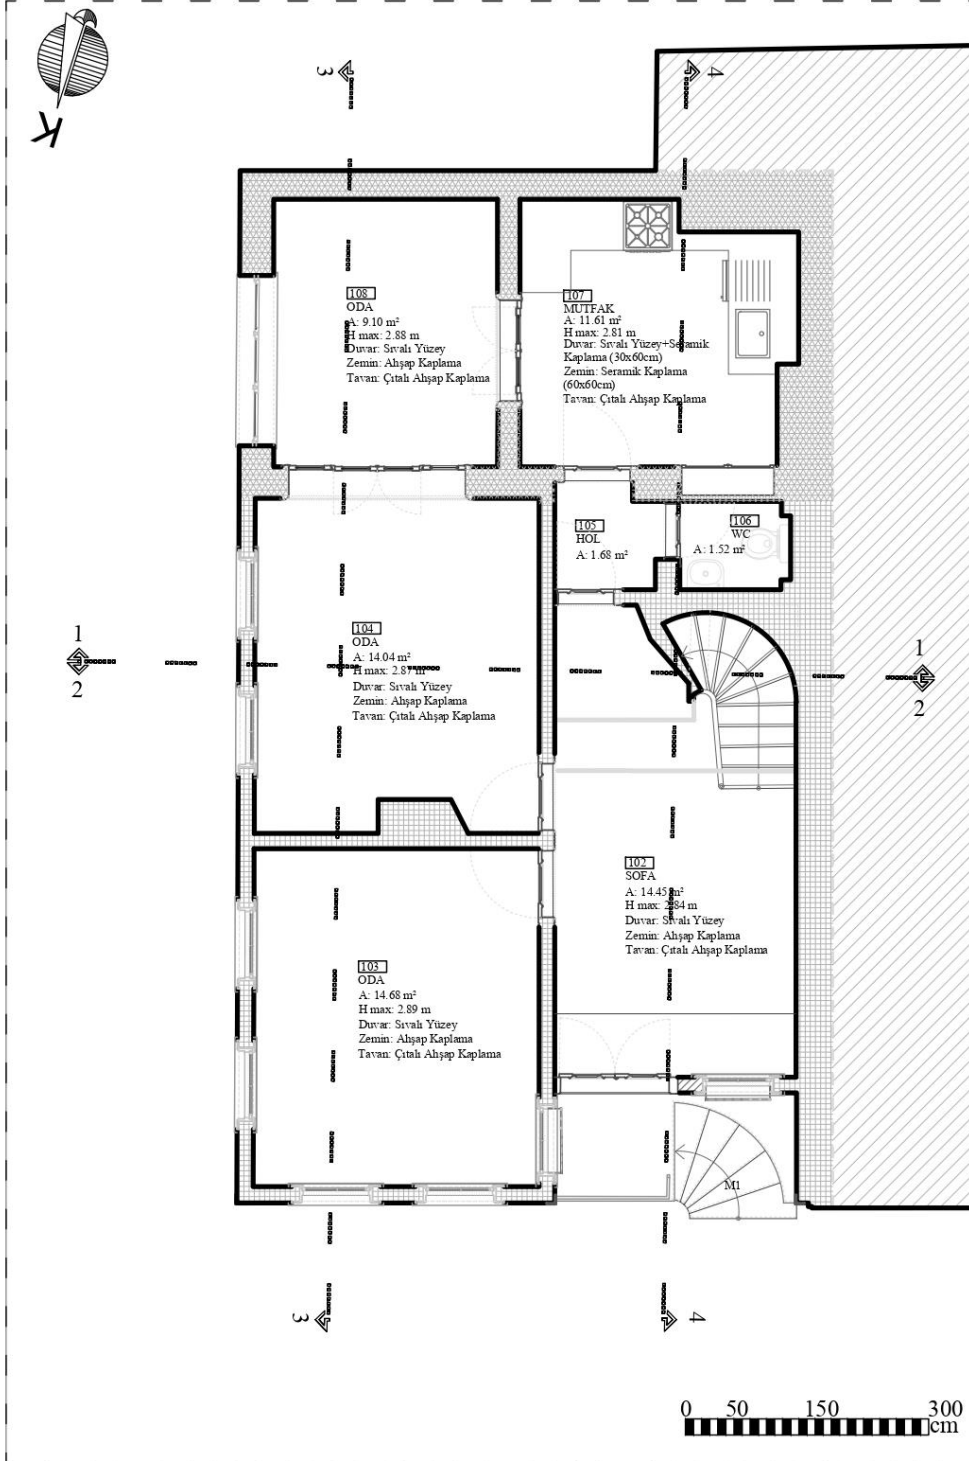 K
3
4
108
ODA
A: 9.10 m²
H max: 2.88 m
Duvar: Sıvalı Yüzey
Zemin: Ahşap Kaplama
Tavan: Çıtalı Ahşap Kaplama
107
MUTFAK
A: 11.61 m²
H max: 2.81 m
Duvar: Sıvalı Yüzey+Seramik
Kaplama (30x60cm)
Zemin: Seramik Kaplama
(60x60cm)
Tavan: Çıtalı Ahşap Kaplama
105
HOL
A: 1.68 m²
106
WC
A: 1.52 m²
1
2
104
ODA
A: 14.04 m²
H max: 2.87 m
Duvar: Sıvalı Yüzey
Zemin: Ahşap Kaplama
Tavan: Çıtalı Ahşap Kaplama
1
2
102
SOFA
A: 14.45 m²
H max: 2.84 m
Duvar: Sıvalı Yüzey
Zemin: Ahşap Kaplama
Tavan: Çıtalı Ahşap Kaplama
103
ODA
A: 14.68 m²
H max: 2.89 m
Duvar: Sıvalı Yüzey
Zemin: Ahşap Kaplama
Tavan: Çıtalı Ahşap Kaplama
M1
3
4
0 50 150 300
cm